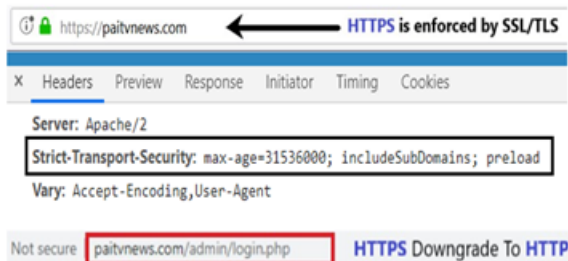 https://paitvnews.com HTTPS is enforced by SSL/TLS
× Headers Preview Response Initiator Timing Cookies
Server: Apache/2
Strict-Transport-Security: max-age=31536000; includeSubDomains; preload
Vary: Accept-Encoding,User-Agent
Not secure paitvnews.com/admin/login.php HTTPS Downgrade To HTTP